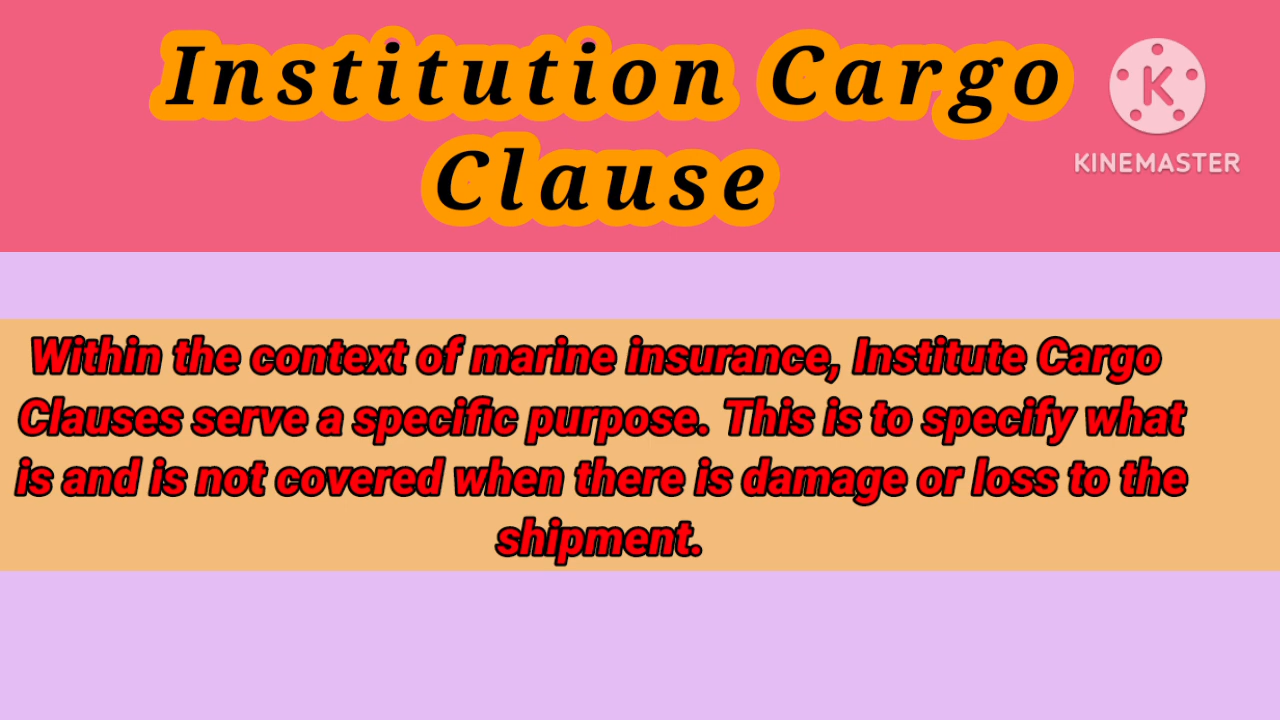 Institution Cargo
Clause
K
KINEMASTER
Within the context of marine insurance, Institute Cargo
Clauses serve a specific purpose. This is to specify what
is and is not covered when there is damage or loss to the
shipment.